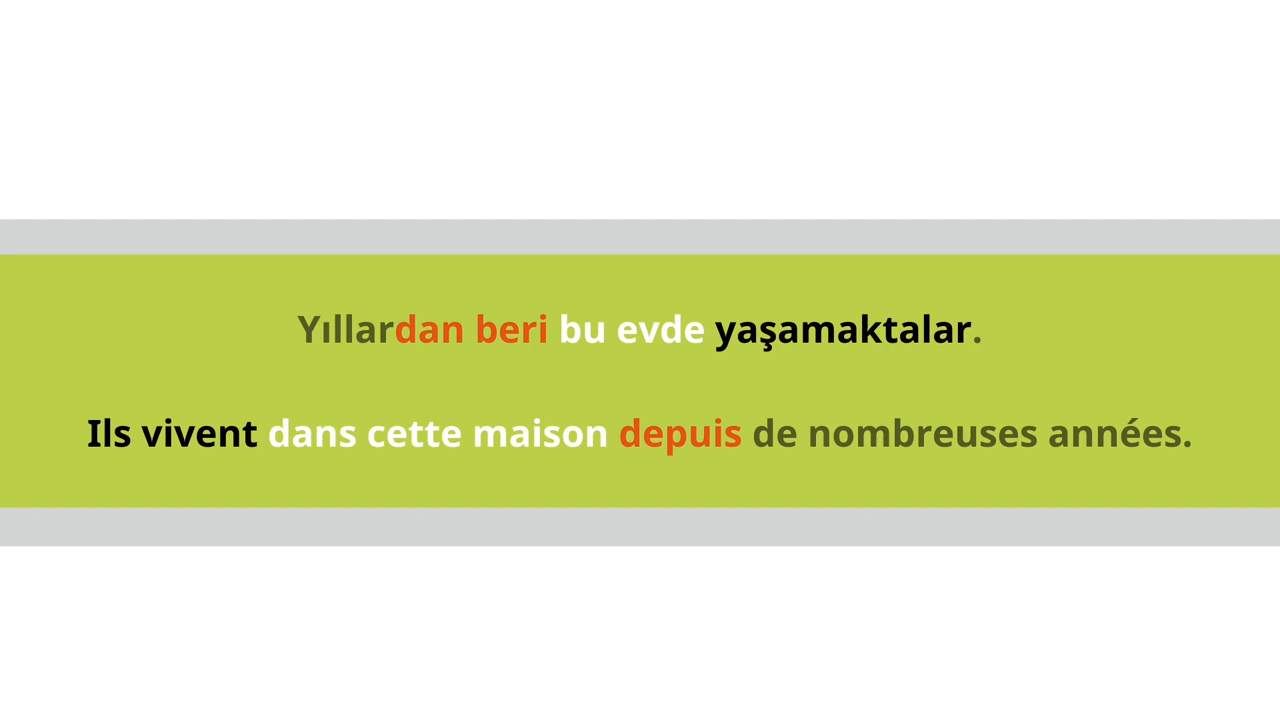 Yıllardan beri bu evde yaşamaktalar.
Ils vivent dans cette maison depuis de nombreuses années.